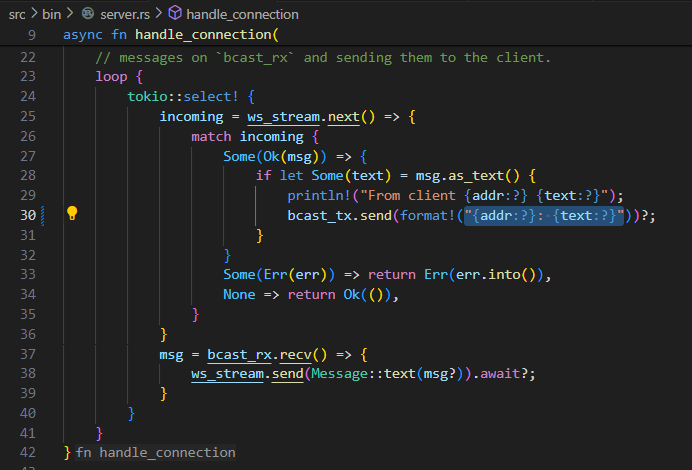 src > bin > server.rs > handle_connection
9 async fn handle_connection(
22     // messages on `bcast_rx` and sending them to the client.
23     loop {
24         tokio::select! {
25             incoming = ws_stream.next() => {
26                 match incoming {
27                     Some(Ok(msg)) => {
28                         if let Some(text) = msg.as_text() {
29                             println!("From client {addr:?} {text:?}");
30                             bcast_tx.send(format!("{addr:?}: {text:?}"))?;
31                         }
32                     }
33                     Some(Err(err)) => return Err(err.into()),
34                     None => return Ok(()),
35                 }
36             }
37             msg = bcast_rx.recv() => {
38                 ws_stream.send(Message::text(msg?)).await?;
39             }
40         }
41     }
42 } fn handle_connection